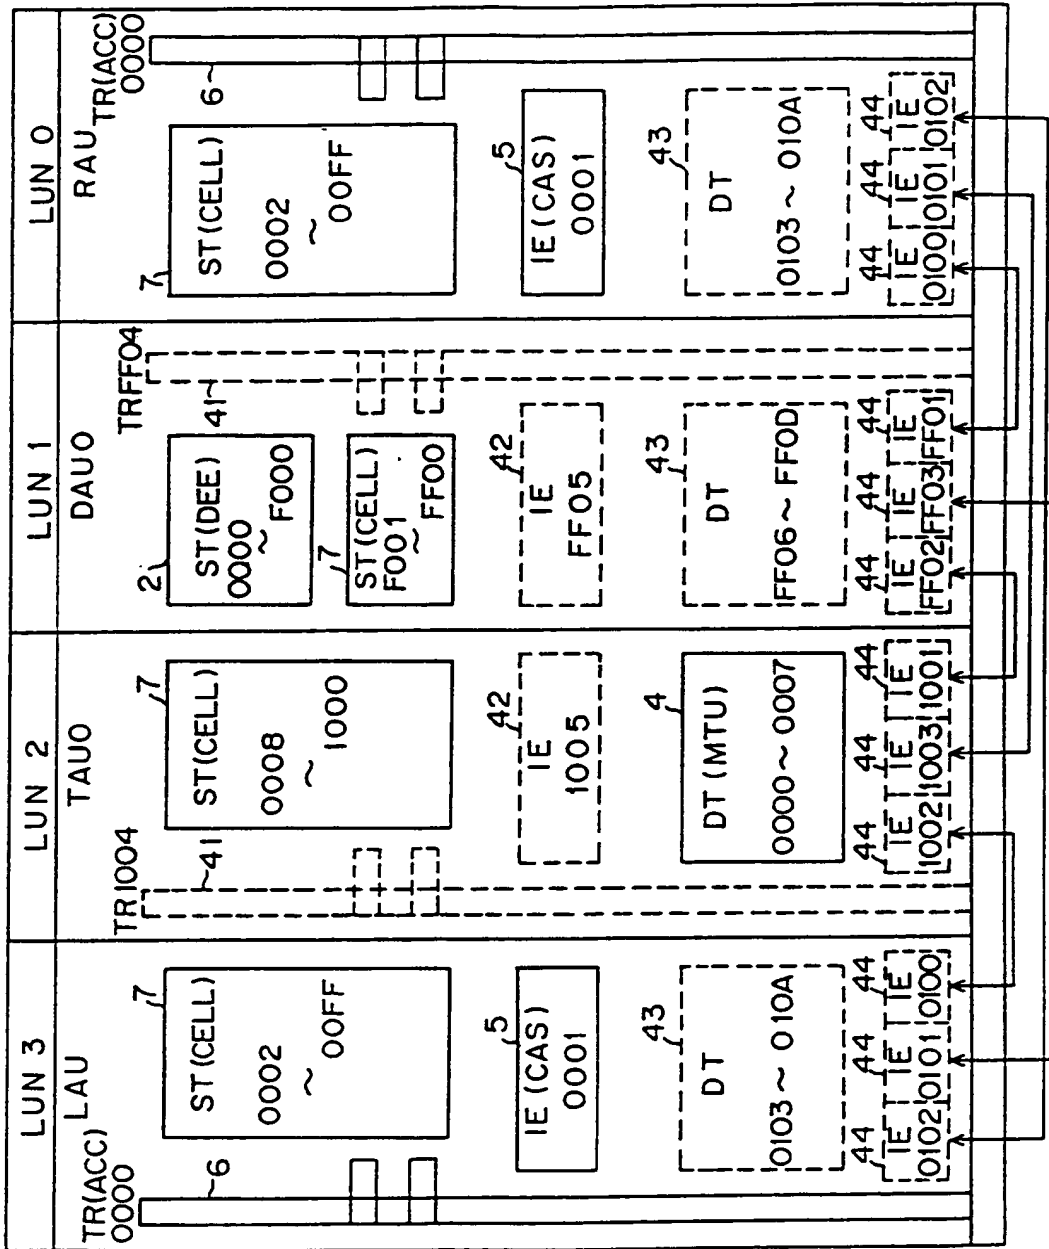 LUN 3
LAU
TR(ACC)
0000
6
7
ST(CELL)
0002
~
00FF
5
IE(CAS)
0001
43
DT
0103~010A
44
44
44
IE
0102
IE
0101
IE
0100
LUN 2
TAU0
TR1004
41
7
ST(CELL)
0008
~
1000
42
IE
1005
4
DT(MTU)
0000~0007
44
44
44
IE
1002
IE
1003
IE
1001
LUN 1
DAU0
TRFF04
41
2
ST(DEE)
0000
~
F000
7
ST(CELL)
F001
~
FF00
42
IE
FF05
43
DT
FF06~FF0D
44
44
44
IE
FF02
IE
FF03
IE
FF01
LUN 0
RAU
TR(ACC)
0000
6
7
ST(CELL)
0002
~
00FF
5
IE(CAS)
0001
43
DT
0103~010A
44
44
44
IE
0100
IE
0101
IE
0102